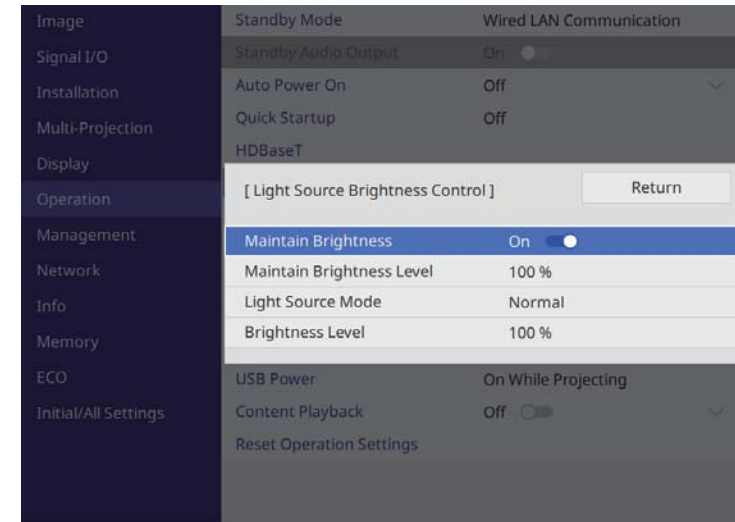 Image
Signal I/O
Installation
Multi-Projection
Display
Operation
Management
Network
Info
Memory
ECO
Initial/All Settings
Standby Mode Wired LAN Communication
Standby Audio Output On
Auto Power On Off
Quick Startup Off
HDBaseT
[ Light Source Brightness Control ] Return
Maintain Brightness On
Maintain Brightness Level 100 %
Light Source Mode Normal
Brightness Level 100 %
USB Power On While Projecting
Content Playback Off
Reset Operation Settings